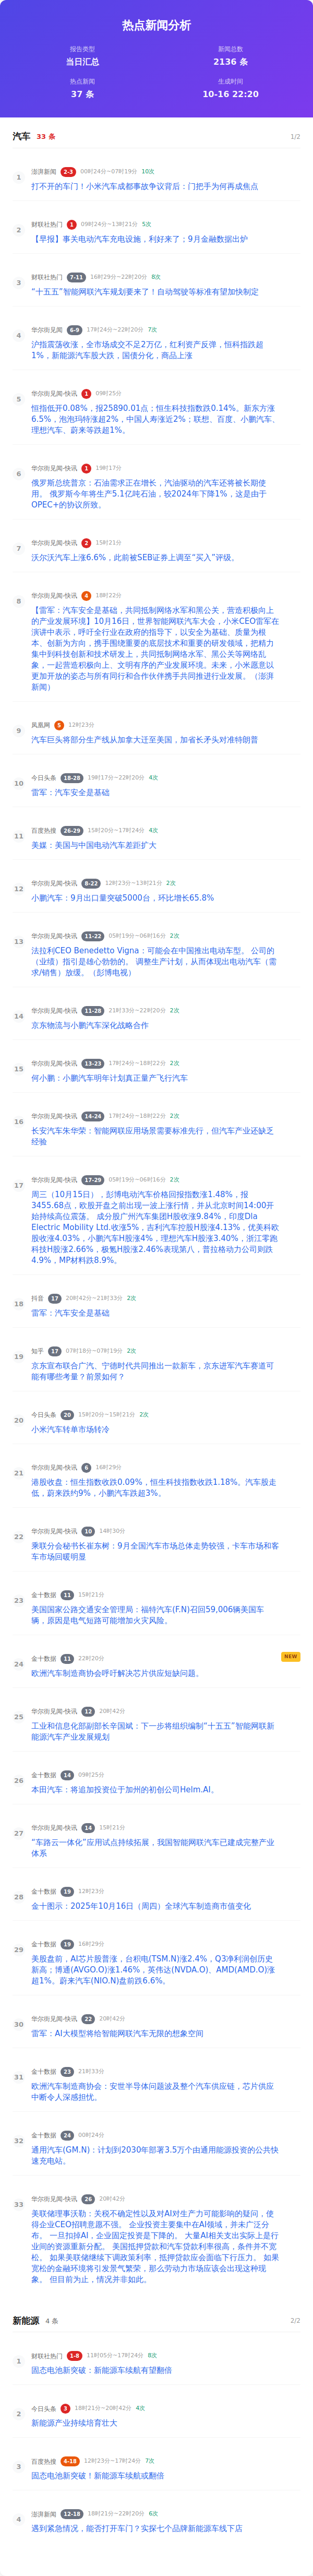 热点新闻分析
报告类型
当日汇总
新闻总数
2136 条
热点新闻
37 条
生成时间
10-16 22:20
汽车 33 条 1/2
1
澎湃新闻 2-3 00时24分~07时19分 10次
打不开的车门！小米汽车成都事故争议背后：门把手为何再成焦点
2
财联社热门 1 09时24分~13时21分 5次
【早报】事关电动汽车充电设施，利好来了；9月金融数据出炉
3
财联社热门 7-11 16时29分~22时20分 8次
“十五五”智能网联汽车规划要来了！自动驾驶等标准有望加快制定
4
华尔街见闻 6-9 17时24分~22时20分 7次
沪指震荡收涨，全市场成交不足2万亿，红利资产反弹，恒科指跌超
1%，新能源汽车股大跌，国债分化，商品上涨
5
华尔街见闻-快讯 1 09时25分
恒指低开0.08%，报25890.01点；恒生科技指数跌0.14%。新东方涨
6.5%，泡泡玛特涨超2%，中国人寿涨近2%；联想、百度、小鹏汽车、
理想汽车、蔚来等跌超1%。
6
华尔街见闻-快讯 1 19时17分
俄罗斯总统普京：石油需求正在增长，汽油驱动的汽车还将被长期使
用。 俄罗斯今年将生产5.1亿吨石油，较2024年下降1%，这是由于
OPEC+的协议所致。
7
华尔街见闻-快讯 2 15时21分
沃尔沃汽车上涨6.6%，此前被SEB证券上调至“买入”评级。
8
华尔街见闻-快讯 4 18时22分
【雷军：汽车安全是基础，共同抵制网络水军和黑公关，营造积极向上
的产业发展环境】10月16日，世界智能网联汽车大会，小米CEO雷军在
演讲中表示，呼吁全行业在政府的指导下，以安全为基础、质量为根
本、创新为方向，携手围绕重要的底层技术和重要的研发领域，把精力
集中到科技创新和技术研发上，共同抵制网络水军、黑公关等网络乱
象，一起营造积极向上、文明有序的产业发展环境。未来，小米愿意以
更加开放的姿态与所有同行和合作伙伴携手共同推进行业发展。（澎湃
新闻）
9
凤凰网 5 12时23分
汽车巨头将部分生产线从加拿大迁至美国，加省长矛头对准特朗普
10
今日头条 18-28 19时17分~22时20分 4次
雷军：汽车安全是基础
11
百度热搜 26-29 15时20分~17时24分 4次
美媒：美国与中国电动汽车差距扩大
12
华尔街见闻-快讯 8-22 12时23分~13时21分 2次
小鹏汽车：9月出口量突破5000台，环比增长65.8%
13
华尔街见闻-快讯 11-22 05时19分~06时16分 2次
法拉利CEO Benedetto Vigna：可能会在中国推出电动车型。 公司的
（业绩）指引是雄心勃勃的。 调整生产计划，从而体现出电动汽车（需
求/销售）放缓。（彭博电视）
14
华尔街见闻-快讯 11-28 21时33分~22时20分 2次
京东物流与小鹏汽车深化战略合作
15
华尔街见闻-快讯 13-23 17时24分~18时22分 2次
何小鹏：小鹏汽车明年计划真正量产飞行汽车
16
华尔街见闻-快讯 14-24 17时24分~18时22分 2次
长安汽车朱华荣：智能网联应用场景需要标准先行，但汽车产业还缺乏
经验
17
华尔街见闻-快讯 17-29 05时19分~06时16分 2次
周三（10月15日），彭博电动汽车价格回报指数涨1.48%，报
3455.68点，欧股开盘之前出现一波上涨行情，并从北京时间14:00开
始持续高位震荡。 成分股广州汽车集团H股收涨9.84%，印度Ola
Electric Mobility Ltd.收涨5%，吉利汽车控股H股涨4.13%，优美科欧
股收涨4.03%，小鹏汽车H股涨4%，理想汽车H股涨3.40%，浙江零跑
科技H股涨2.66%，极氪H股涨2.46%表现第八，普拉格动力公司则跌
4.9%，MP材料跌8.9%。
18
抖音 17 20时42分~21时33分 2次
雷军：汽车安全是基础
19
知乎 17 07时18分~07时19分 2次
京东宣布联合广汽、宁德时代共同推出一款新车，京东进军汽车赛道可
能有哪些考量？前景如何？
20
今日头条 20 15时20分~15时21分 2次
小米汽车转单市场转冷
21
华尔街见闻-快讯 6 16时29分
港股收盘：恒生指数收跌0.09%，恒生科技指数收跌1.18%。汽车股走
低，蔚来跌约9%，小鹏汽车跌超3%。
22
华尔街见闻-快讯 10 14时30分
乘联分会秘书长崔东树：9月全国汽车市场总体走势较强，卡车市场和客
车市场回暖明显
23
金十数据 11 15时21分
美国国家公路交通安全管理局：福特汽车(F.N)召回59,006辆美国车
辆，原因是电气短路可能增加火灾风险。
24
金十数据 11 22时20分 NEW
欧洲汽车制造商协会呼吁解决芯片供应短缺问题。
25
华尔街见闻-快讯 12 20时42分
工业和信息化部副部长辛国斌：下一步将组织编制“十五五”智能网联新
能源汽车产业发展规划
26
金十数据 14 09时25分
本田汽车：将追加投资位于加州的初创公司Helm.AI。
27
华尔街见闻-快讯 14 15时21分
“车路云一体化”应用试点持续拓展，我国智能网联汽车已建成完整产业
体系
28
金十数据 19 12时23分
金十图示：2025年10月16日（周四）全球汽车制造商市值变化
29
金十数据 19 16时29分
美股盘前，AI芯片股普涨，台积电(TSM.N)涨2.4%，Q3净利润创历史
新高；博通(AVGO.O)涨1.46%，英伟达(NVDA.O)、AMD(AMD.O)涨
超1%。蔚来汽车(NIO.N)盘前跌6.6%。
30
华尔街见闻-快讯 22 20时42分
雷军：AI大模型将给智能网联汽车无限的想象空间
31
金十数据 23 21时33分
欧洲汽车制造商协会：安世半导体问题波及整个汽车供应链，芯片供应
中断令人深感担忧。
32
金十数据 24 00时24分
通用汽车(GM.N)：计划到2030年部署3.5万个由通用能源投资的公共快
速充电站。
33
华尔街见闻-快讯 26 20时42分
美联储理事沃勒：关税不确定性以及对AI对生产力可能影响的疑问，使
得企业CEO招聘意愿不强。 企业投资主要集中在AI领域，并未广泛分
布。 一旦扣掉AI，企业固定投资是下降的。 大量AI相关支出实际上是行
业间的资源重新分配。 美国抵押贷款和汽车贷款利率很高，条件并不宽
松。 如果美联储继续下调政策利率，抵押贷款应会面临下行压力。 如果
宽松的金融环境将引发景气繁荣，那么劳动力市场应该会出现这种现
象。 但目前为止，情况并非如此。
新能源 4 条 2/2
1
财联社热门 1-8 11时05分~17时24分 8次
固态电池新突破：新能源车续航有望翻倍
2
今日头条 3 18时21分~20时42分 4次
新能源产业持续培育壮大
3
百度热搜 4-18 12时23分~17时24分 7次
固态电池新突破！新能源车续航或翻倍
4
澎湃新闻 12-18 18时21分~22时20分 6次
遇到紧急情况，能否打开车门？实探七个品牌新能源车线下店